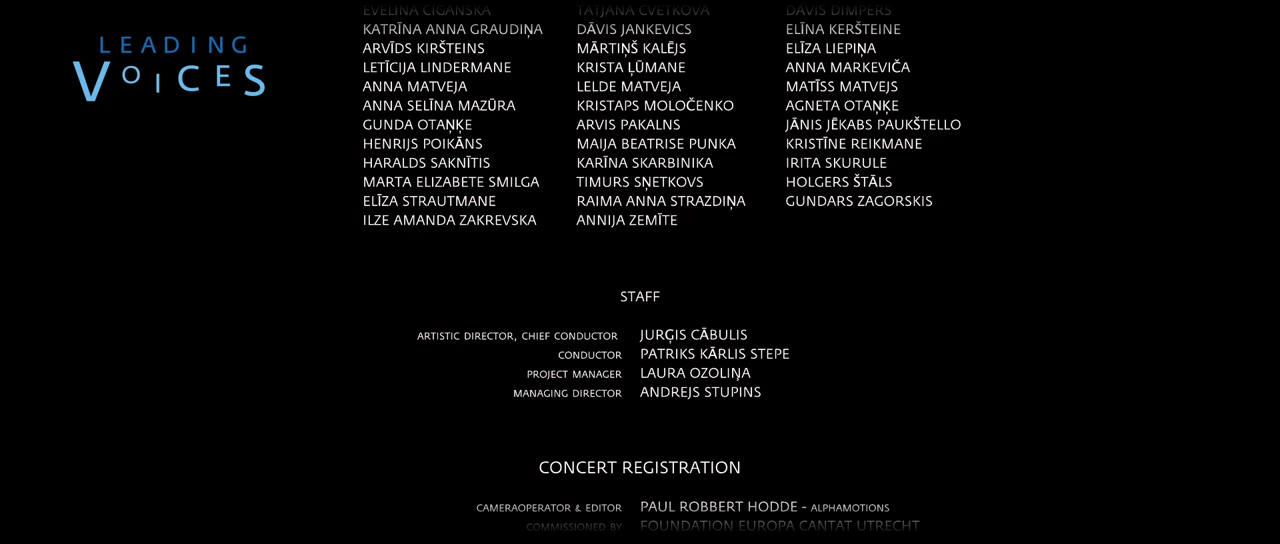 LEADING
VOICES
EVELĪNA CIGANSKA TATJANA CVETKOVA DĀVIS DIMPERS
KATRĪNA ANNA GRAUDIŅA DĀVIS JANKEVICS ELĪNA KERŠTEINE
ARVĪDS KIRŠTEINS MĀRTIŅŠ KALĒJS ELĪZA LIEPIŅA
LETĪCIJA LINDERMANE KRISTA ĻŪMANE ANNA MARKEVIČA
ANNA MATVEJA LELDE MATVEJA MATĪSS MATVEJS
ANNA SELĪNA MAZŪRA KRISTAPS MOLOČENKO AGNETA OTAŅĶE
GUNDA OTAŅĶE ARVIS PAKALNS JĀNIS JĒKABS PAUKŠTELLO
HENRIJS POIKĀNS MAIJA BEATRISE PUNKA KRISTĪNE REIKMANE
HARALDS SAKNĪTIS KARĪNA SKARBINIKA IRITA SKURULE
MARTA ELIZABETE SMILGA TIMURS SŅETKOVS HOLGERS ŠTĀLS
ELĪZA STRAUTMANE RAIMA ANNA STRAZDIŅA GUNDARS ZAGORSKIS
ILZE AMANDA ZAKREVSKA ANNIJA ZEMĪTE
STAFF
ARTISTIC DIRECTOR, CHIEF CONDUCTOR JURĢIS CĀBULIS
CONDUCTOR PATRIKS KĀRLIS STEPE
PROJECT MANAGER LAURA OZOLIŅA
MANAGING DIRECTOR ANDREJS STUPINS
CONCERT REGISTRATION
CAMERAOPERATOR & EDITOR PAUL ROBBERT HODDE - ALPHAMOTIONS
COMMISSIONED BY FOUNDATION EUROPA CANTAT UTRECHT